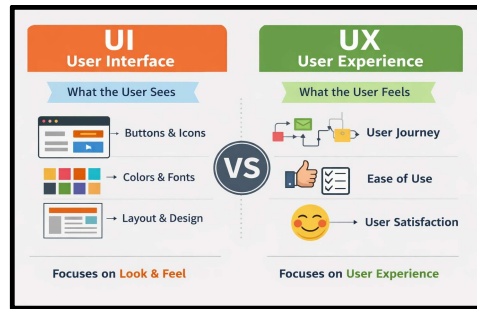 UI
User Interface
What the User Sees
Buttons & Icons
Colors & Fonts
Layout & Design
Focuses on Look & Feel
VS
UX
User Experience
What the User Feels
User Journey
Ease of Use
User Satisfaction
Focuses on User Experience